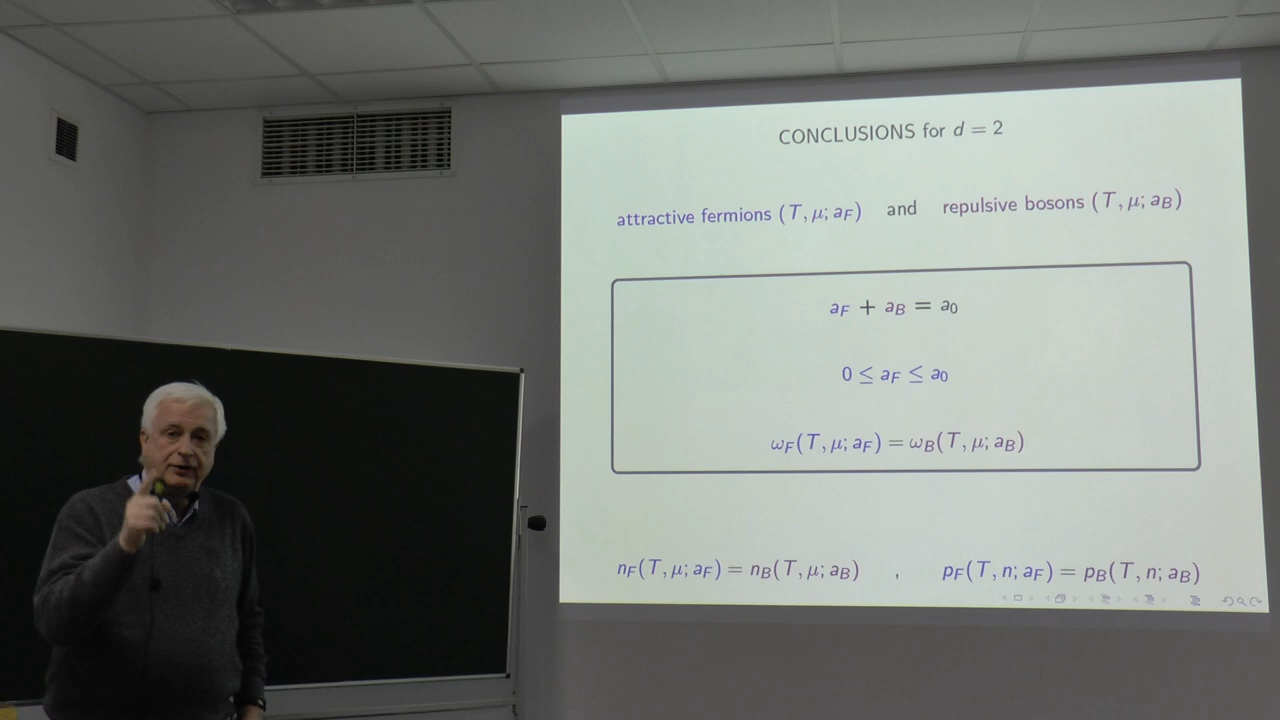 CONCLUSIONS for d = 2
attractive fermions (T, μ; a_F) and repulsive bosons (T, μ; a_B)
a_F + a_B = a_0
0 ≤ a_F ≤ a_0
ω_F(T, μ; a_F) = ω_B(T, μ; a_B)
n_F(T, μ; a_F) = n_B(T, μ; a_B) , p_F(T, n; a_F) = p_B(T, n; a_B)